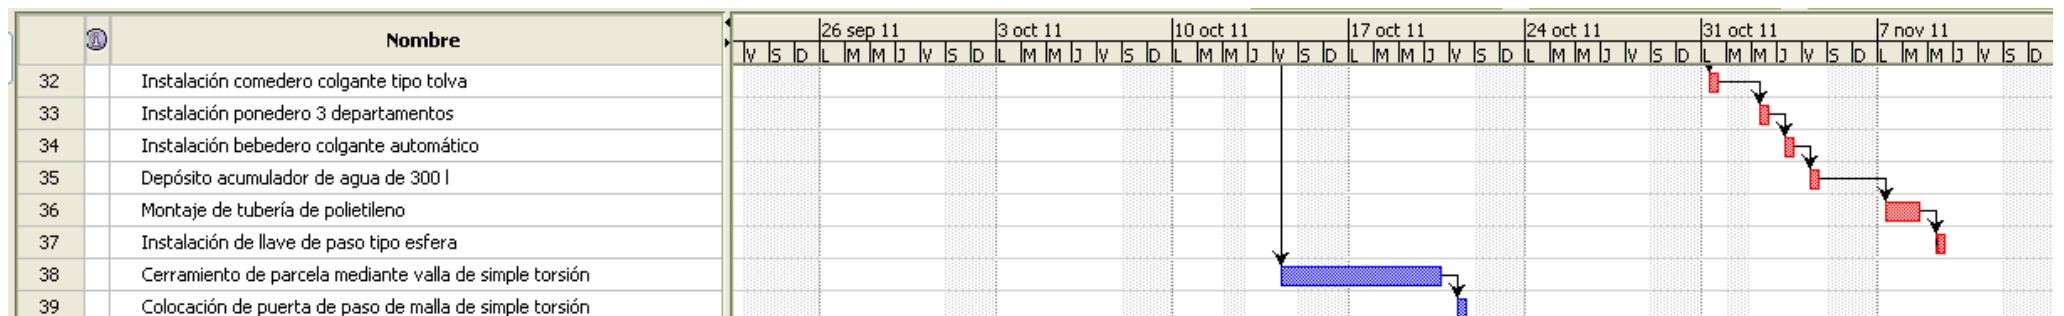 Nombre
26 sep 11 3 oct 11 10 oct 11 17 oct 11 24 oct 11 31 oct 11 7 nov 11
V S D L M M J V S D L M M J V S D L M M J V S D L M M J V S D L M M J V S D L M M J V S D L M M J V S D
32 Instalación comedero colgante tipo tolva
33 Instalación ponedero 3 departamentos
34 Instalación bebedero colgante automático
35 Depósito acumulador de agua de 300 l
36 Montaje de tubería de polietileno
37 Instalación de llave de paso tipo esfera
38 Cerramiento de parcela mediante valla de simple torsión
39 Colocación de puerta de paso de malla de simple torsión